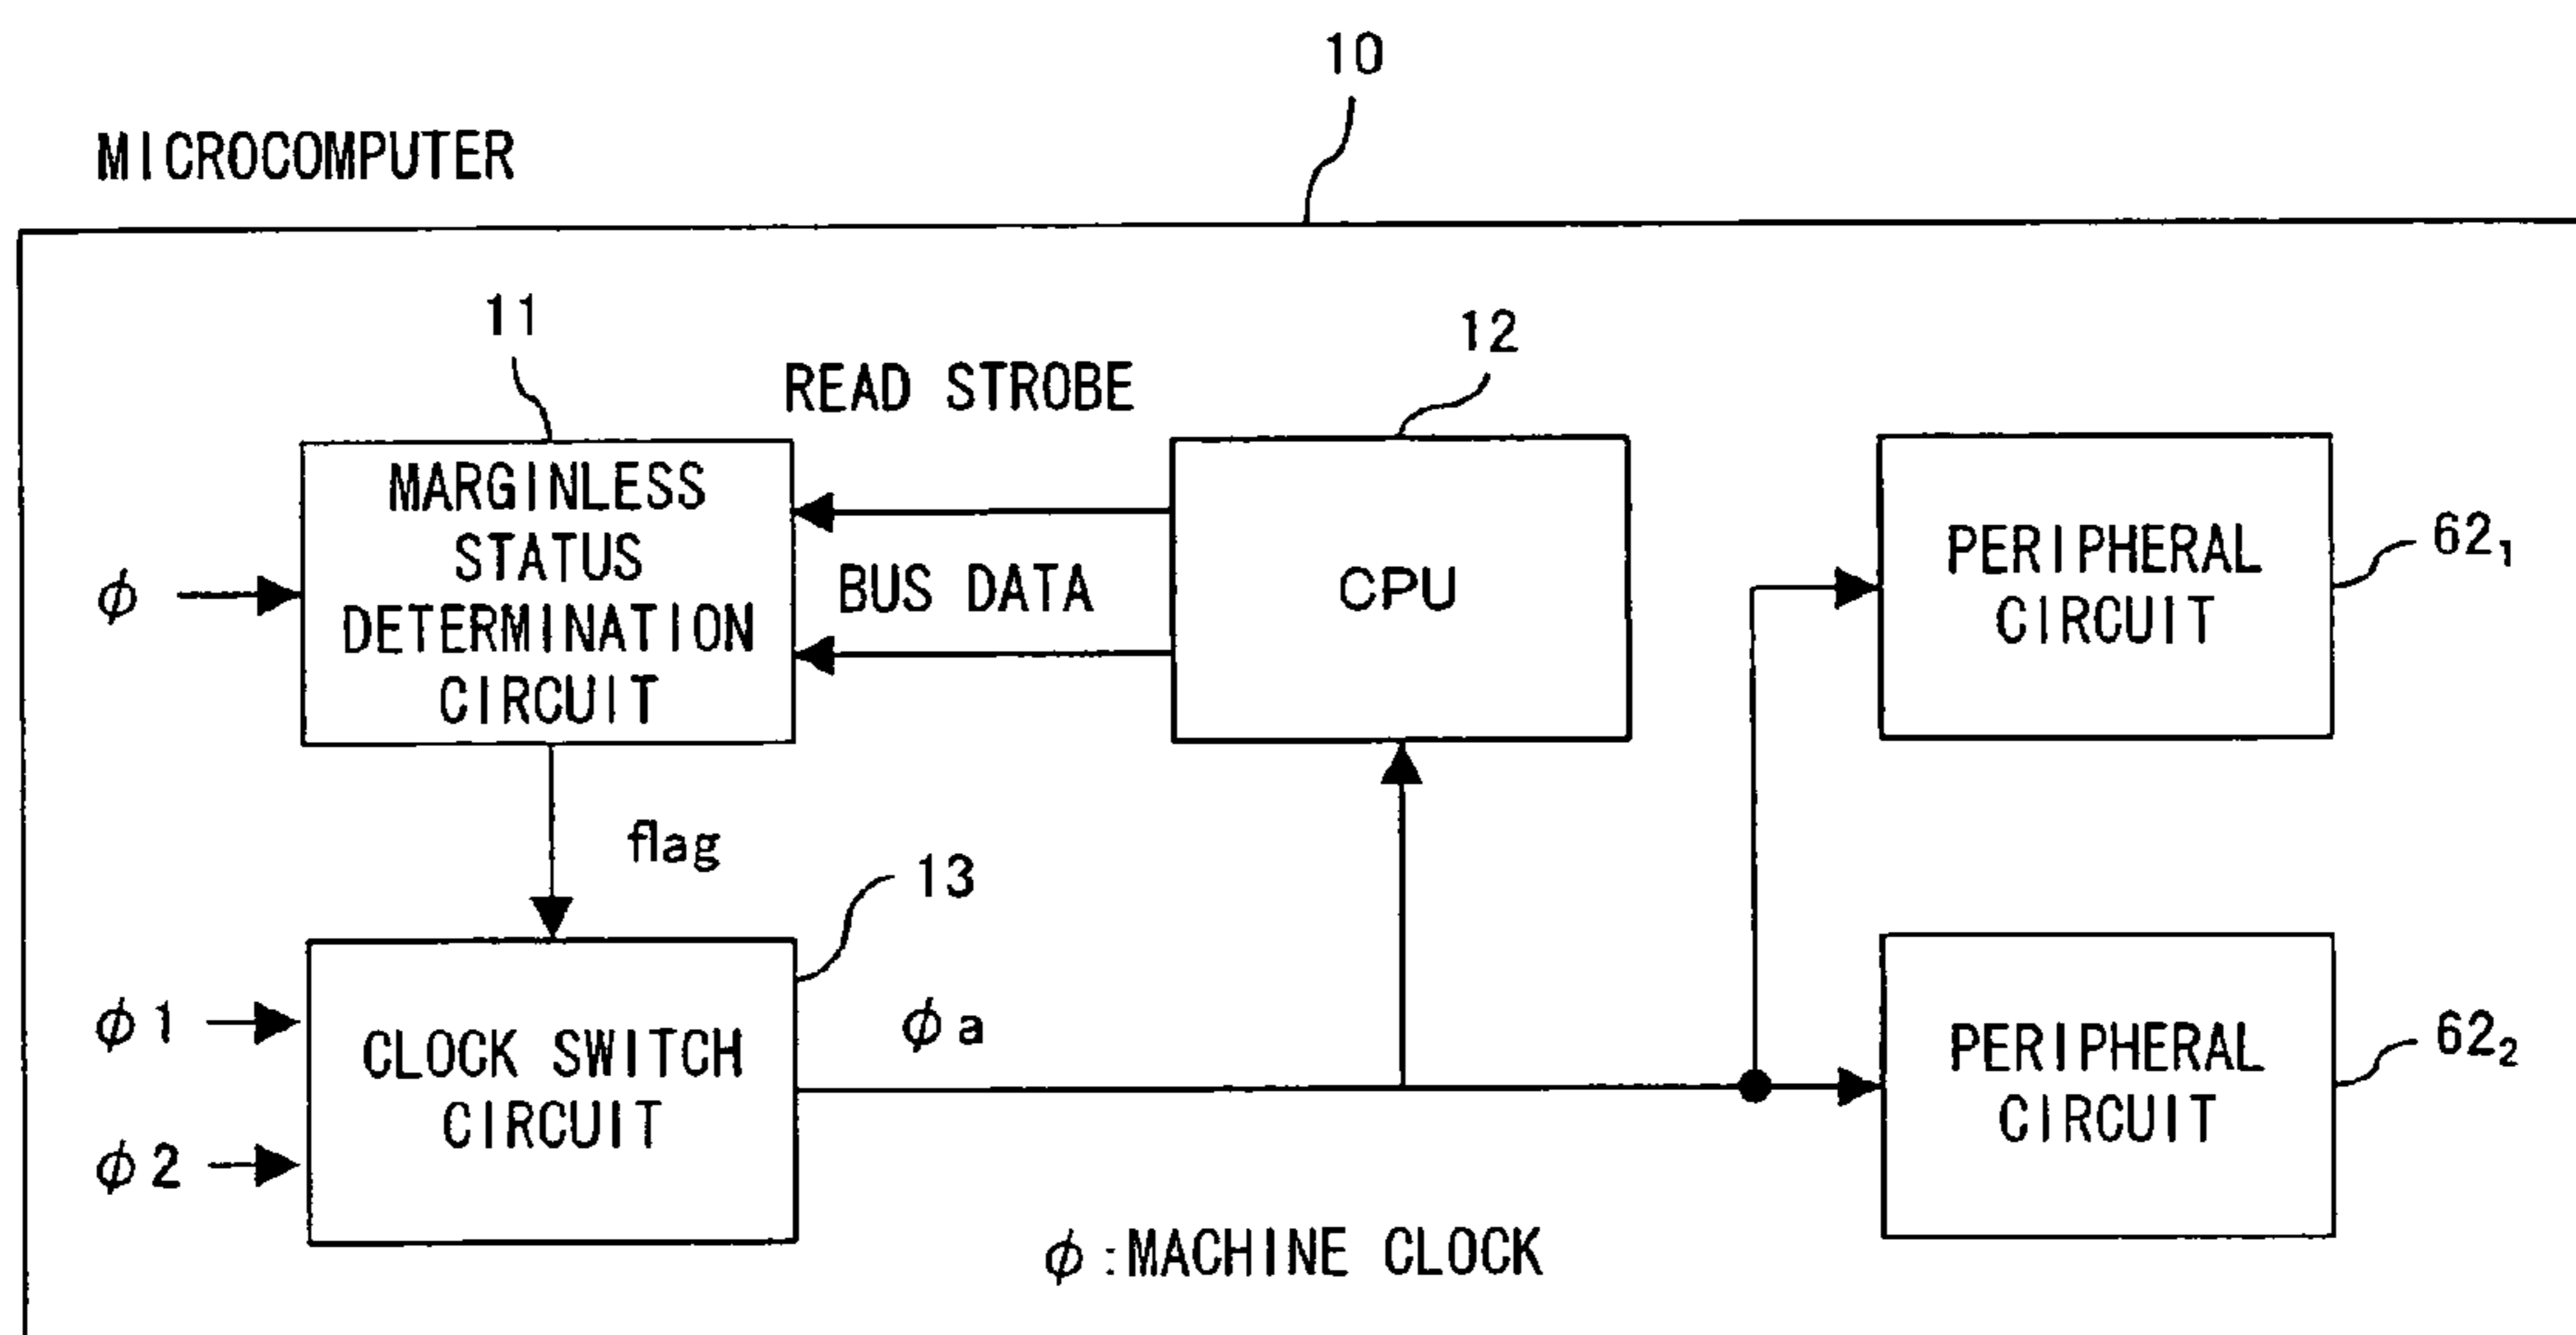 10
MICROCOMPUTER
11
READ STROBE
12
MARGINLESS
STATUS
DETERMINATION
CIRCUIT
ϕ
BUS DATA
CPU
PERIPHERAL
CIRCUIT
62₁
flag
13
ϕ1
ϕ2
CLOCK SWITCH
CIRCUIT
ϕa
PERIPHERAL
CIRCUIT
62₂
ϕ:MACHINE CLOCK